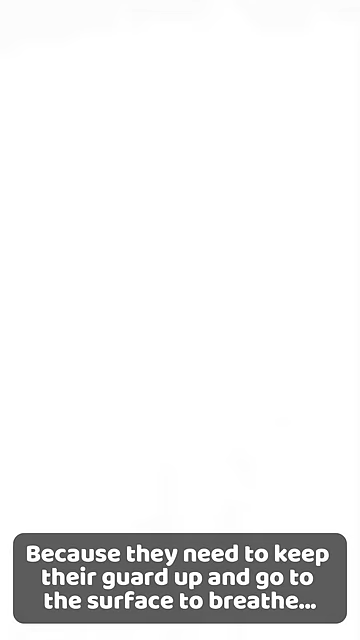 Because they need to keep
their guard up and go to
the surface to breathe...